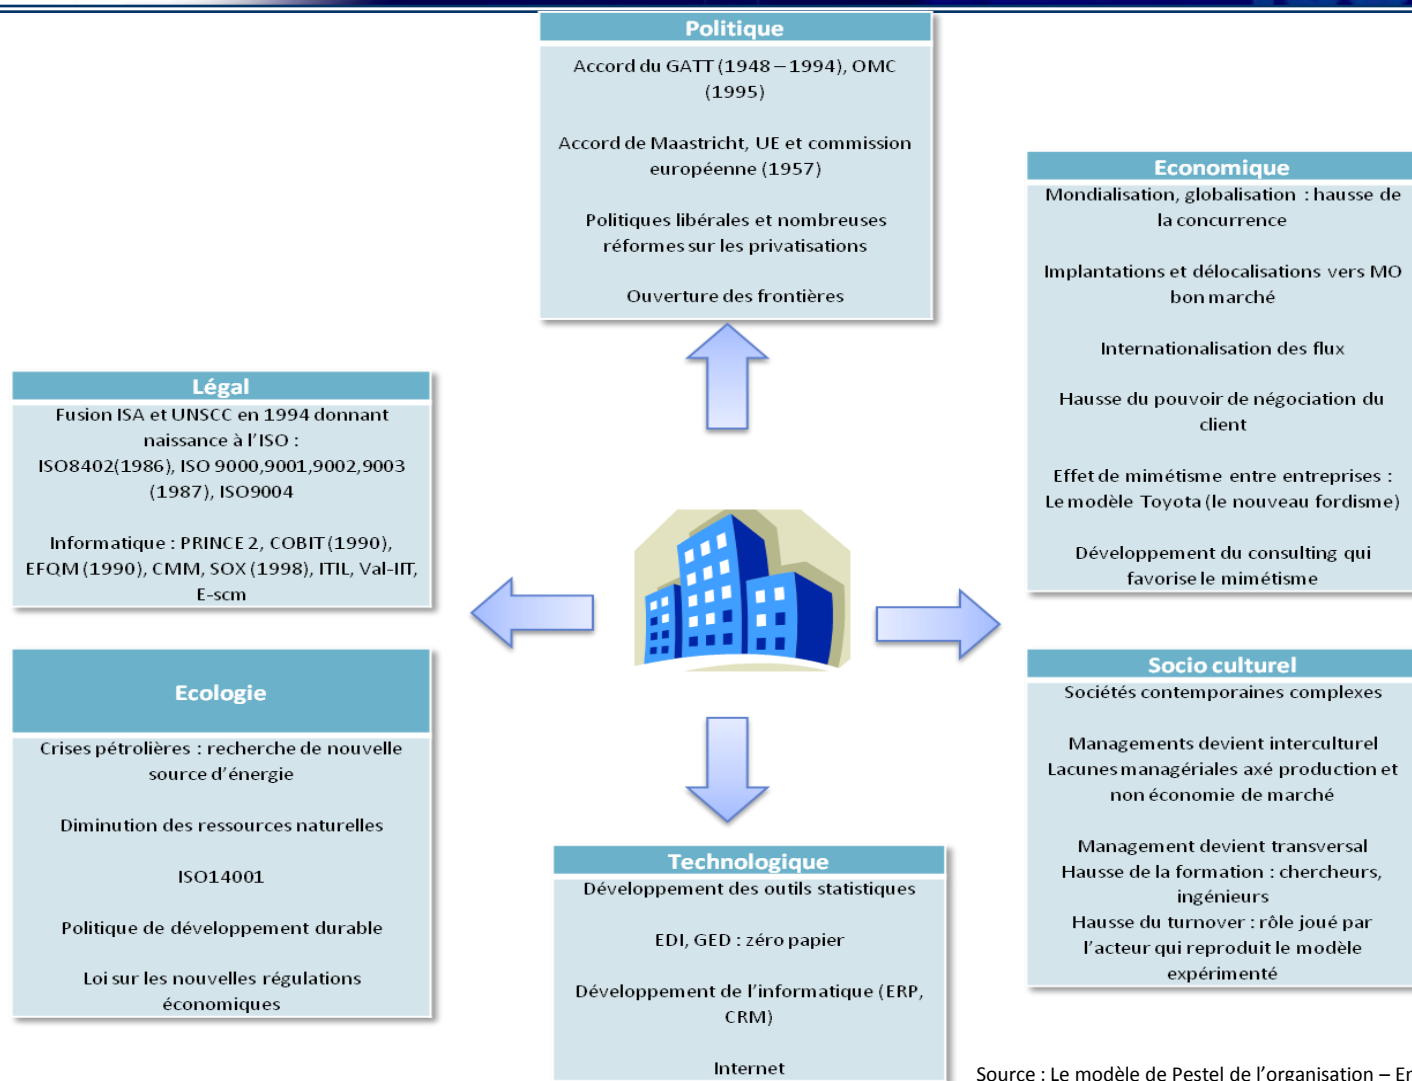 Politique
Accord du GATT (1948 – 1994), OMC
(1995)
Accord de Maastricht, UE et commission
européenne (1957)
Politiques libérales et nombreuses
réformes sur les privatisations
Ouverture des frontières
Economique
Mondialisation, globalisation : hausse de
la concurrence
Implantations et délocalisations vers MO
bon marché
Internationalisation des flux
Hausse du pouvoir de négociation du
client
Effet de mimétisme entre entreprises :
Le modèle Toyota (le nouveau fordisme)
Développement du consulting qui
favorise le mimétisme
Légal
Fusion ISA et UNSCC en 1994 donnant
naissance à l'ISO :
ISO8402(1986), ISO 9000,9001,9002,9003
(1987), ISO9004
Informatique : PRINCE 2, COBIT (1990),
EFQM (1990), CMM, SOX (1998), ITIL, Val-IIT,
E-scm
Ecologie
Crises pétrolières : recherche de nouvelle
source d'énergie
Diminution des ressources naturelles
ISO14001
Politique de développement durable
Loi sur les nouvelles régulations
économiques
Socio culturel
Sociétés contemporaines complexes
Managements devient interculturel
Lacunes managériales axé production et
non économie de marché
Management devient transversal
Hausse de la formation : chercheurs,
ingénieurs
Hausse du turnover : rôle joué par
l'acteur qui reproduit le modèle
expérimenté
Technologique
Développement des outils statistiques
EDI, GED : zéro papier
Développement de l'informatique (ERP,
CRM)
Internet
Source : Le modèle de Pestel de l'organisation –